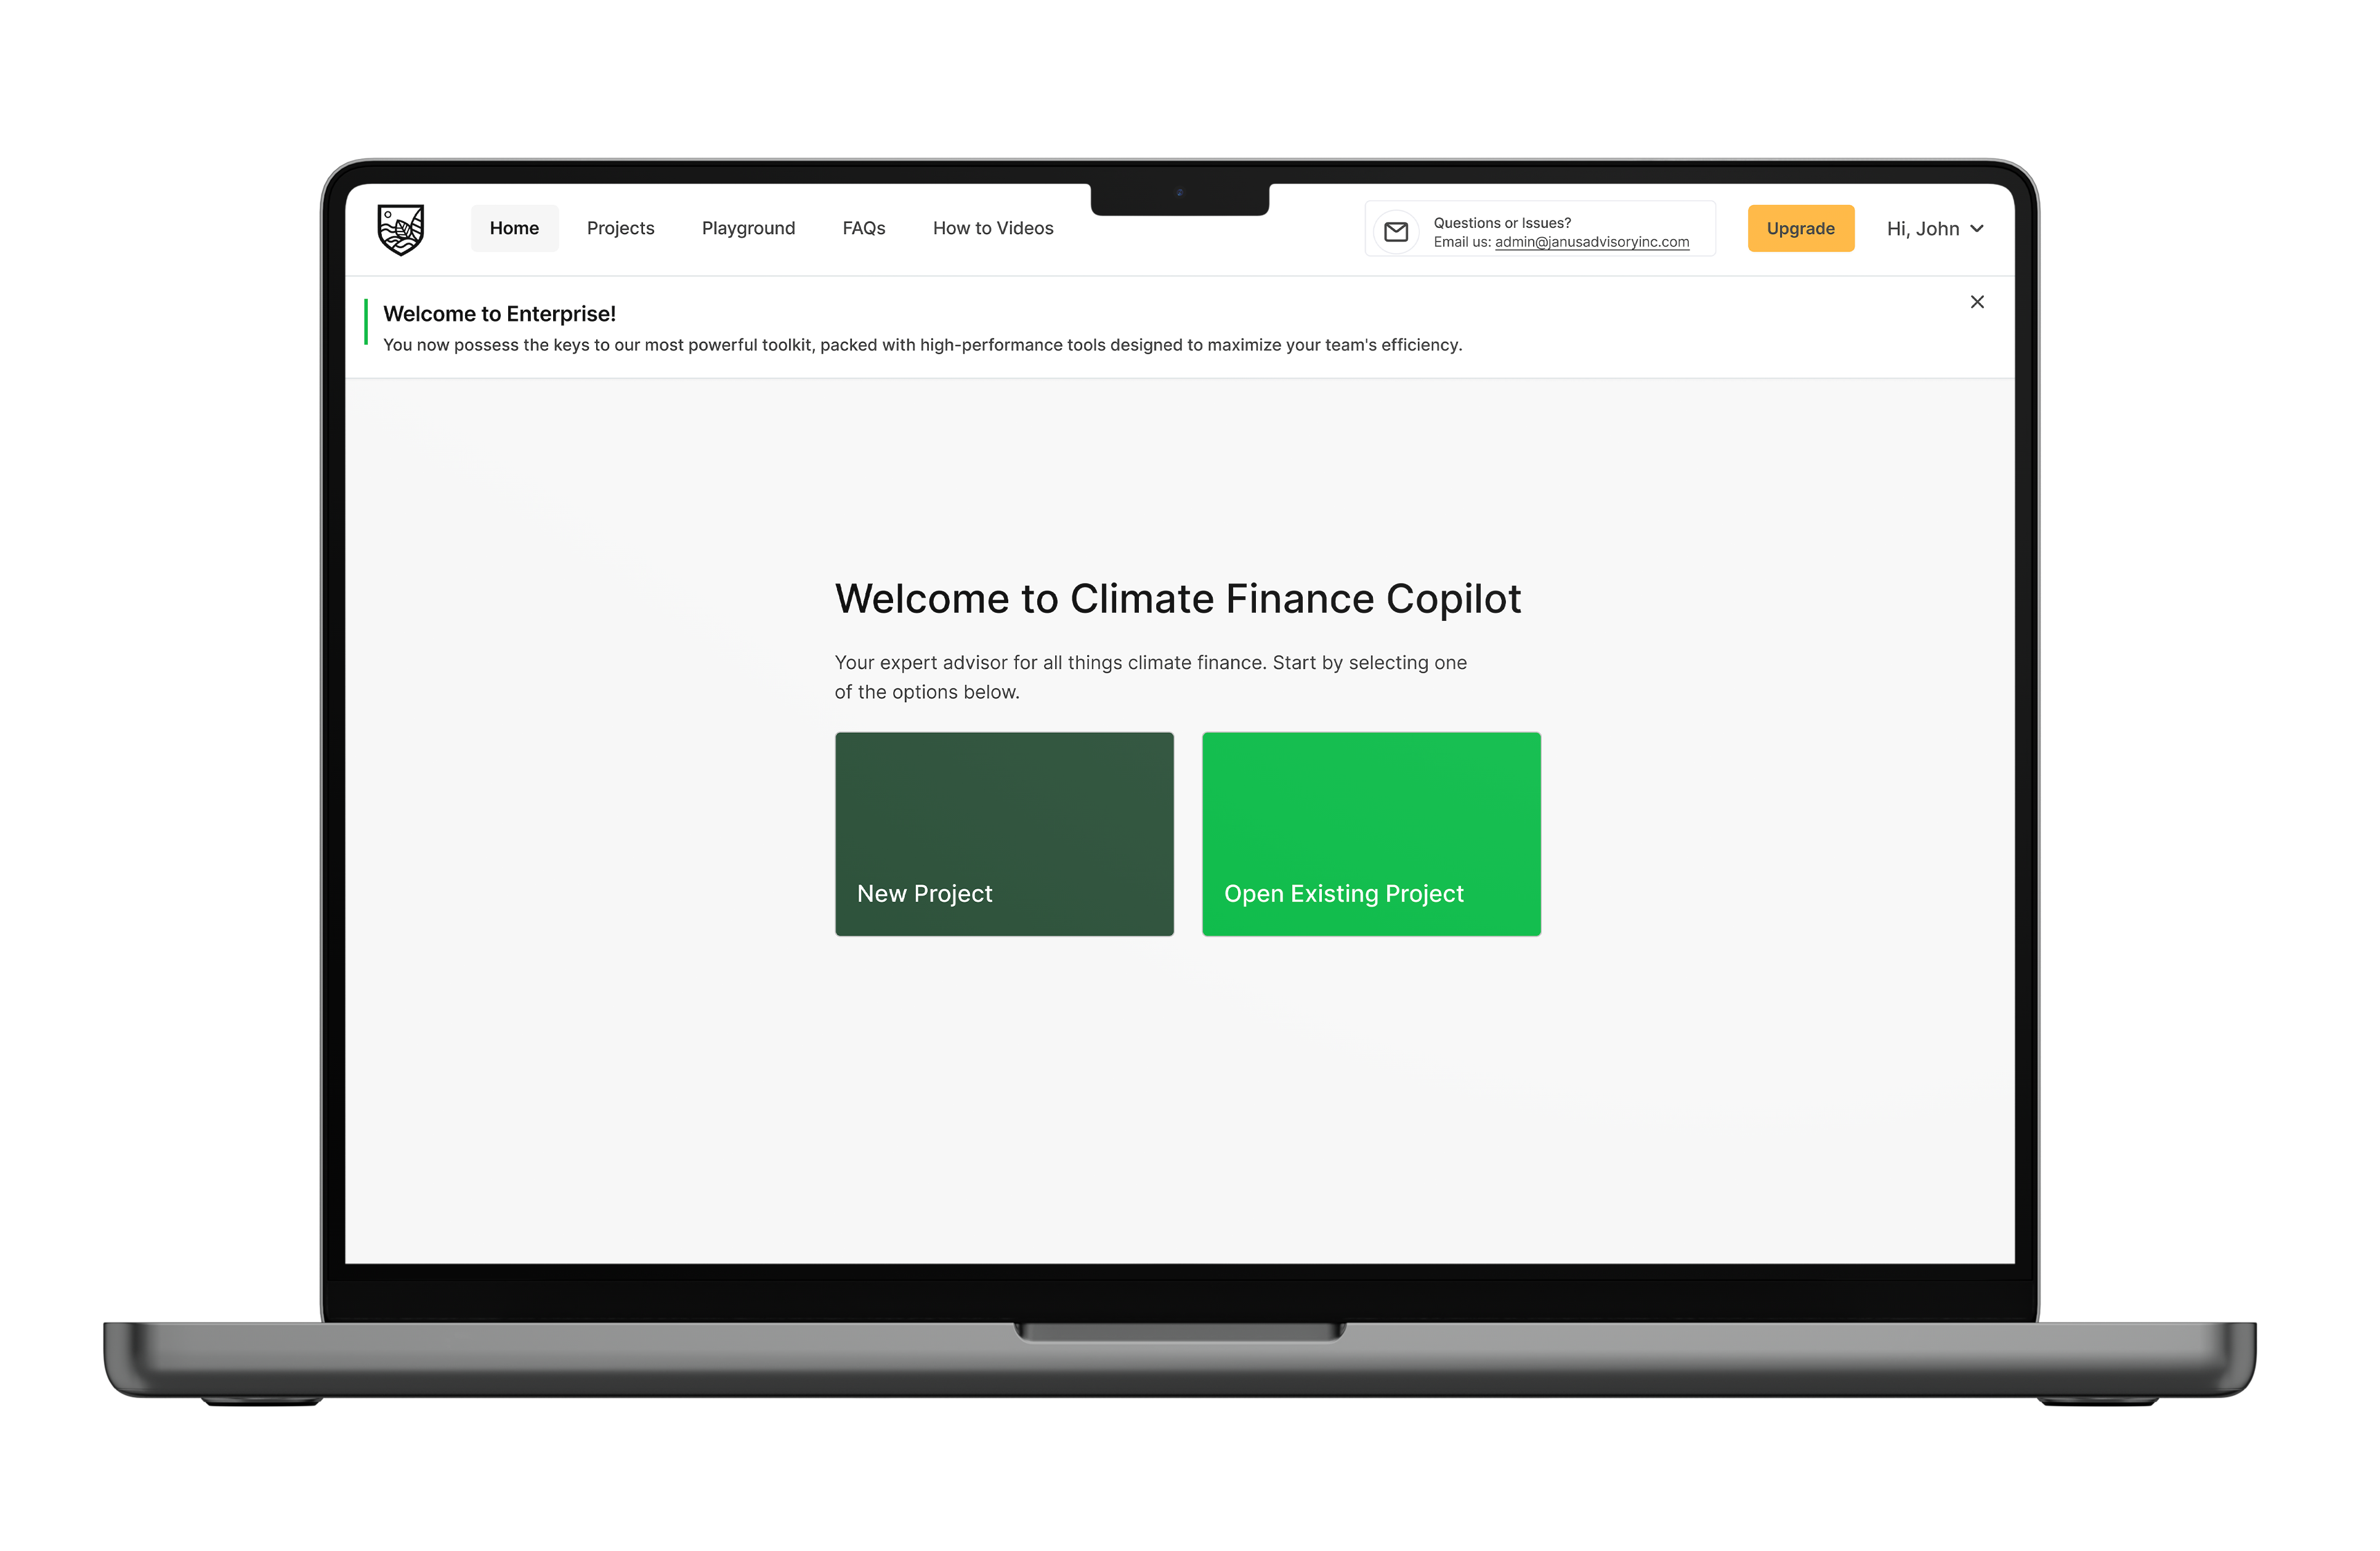 Home
Projects
Playground
FAQs
How to Videos
Questions or Issues?
Email us: admin@janusadvisoryinc.com
Upgrade
Hi, John
Welcome to Enterprise!
You now possess the keys to our most powerful toolkit, packed with high-performance tools designed to maximize your team's efficiency.
Welcome to Climate Finance Copilot
Your expert advisor for all things climate finance. Start by selecting one
of the options below.
New Project
Open Existing Project